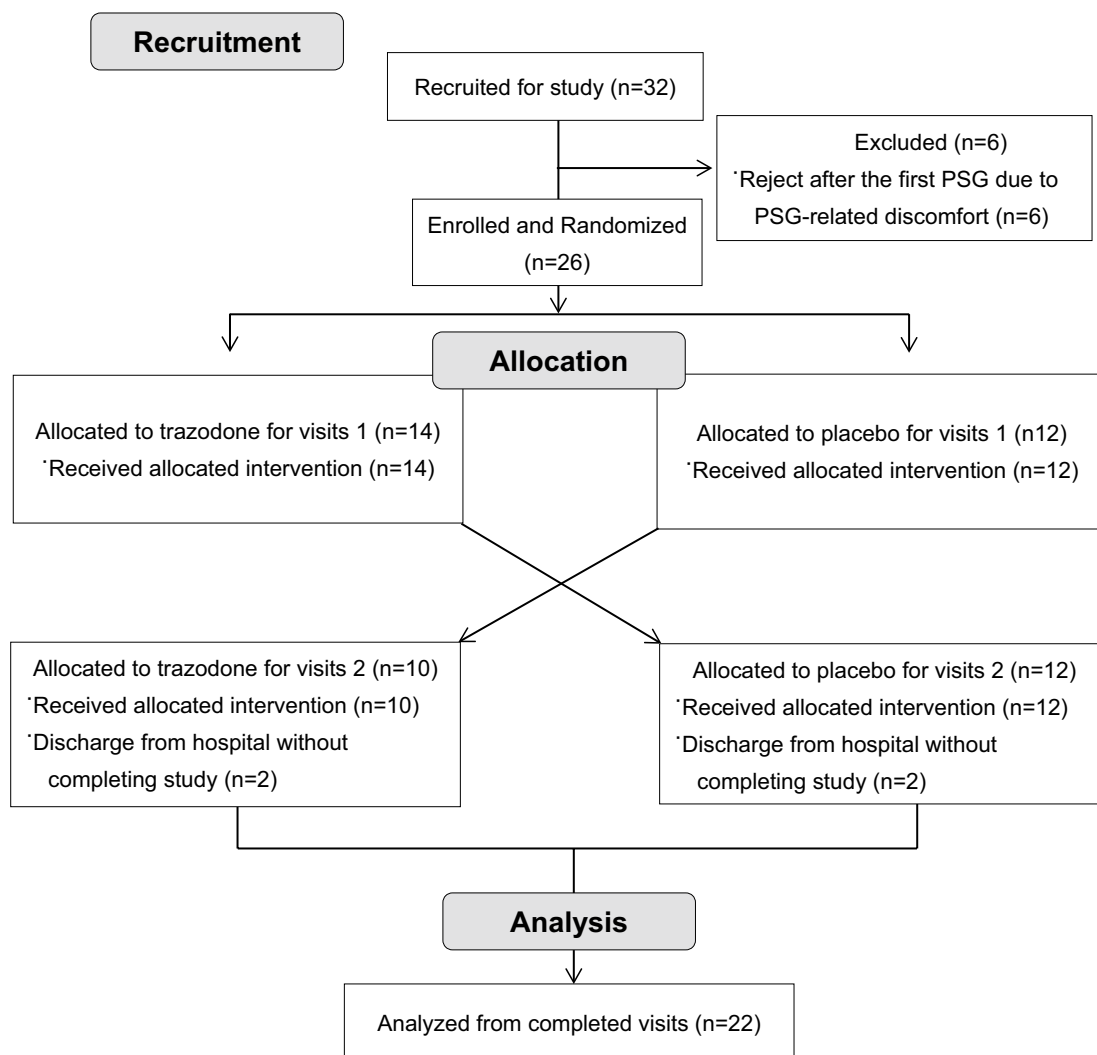 Recruitment
Recruited for study (n=32)
Excluded (n=6)
˙Reject after the first PSG due to
PSG-related discomfort (n=6)
Enrolled and Randomized
(n=26)
Allocation
Allocated to trazodone for visits 1 (n=14)
˙Received allocated intervention (n=14)
Allocated to placebo for visits 1 (n12)
˙Received allocated intervention (n=12)
Allocated to trazodone for visits 2 (n=10)
˙Received allocated intervention (n=10)
˙Discharge from hospital without
completing study (n=2)
Allocated to placebo for visits 2 (n=12)
˙Received allocated intervention (n=12)
˙Discharge from hospital without
completing study (n=2)
Analysis
Analyzed from completed visits (n=22)